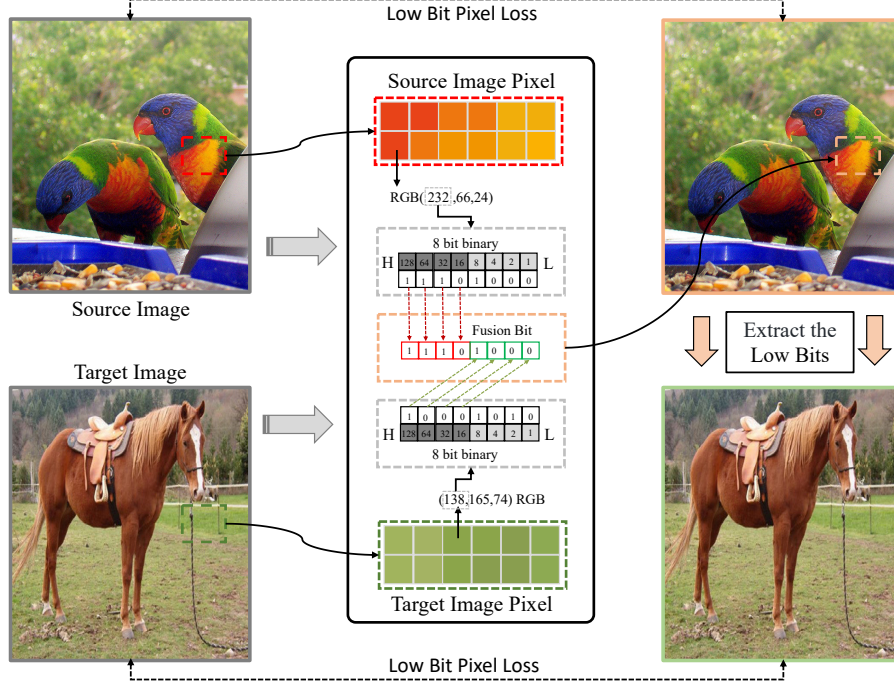 Low Bit Pixel Loss
Source Image Pixel
RGB(232,66,24)
8 bit binary
H 128 64 32 16 8 4 2 1 L
1 1 1 0 1 0 0 0
Source Image
Fusion Bit
1 1 1 0 1 0 0 0
Extract the
Low Bits
Target Image
1 0 0 0 1 0 1 0
H 128 64 32 16 8 4 2 1 L
8 bit binary
(138,165,74) RGB
Target Image Pixel
Low Bit Pixel Loss